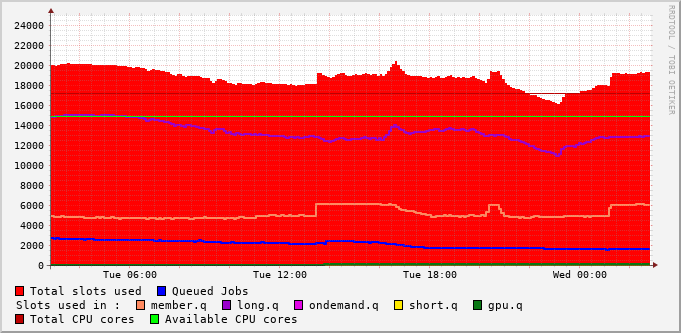 24000
22000
20000
18000
16000
14000
12000
10000
8000
6000
4000
2000
0
Tue 06:00 Tue 12:00 Tue 18:00 Wed 00:00
RRDTOOL / TOBI OETIKER
Total slots used Queued Jobs
Slots used in : member.q long.q ondemand.q short.q gpu.q
Total CPU cores Available CPU cores